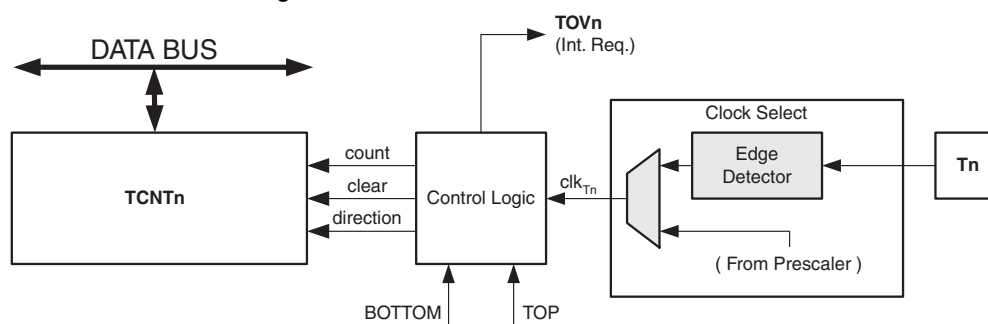 TOVn
(Int. Req.)
DATA BUS
Clock Select
count
Edge
Detector
Tn
TCNTn
clear
Control Logic
clkTn
direction
( From Prescaler )
BOTTOM
TOP